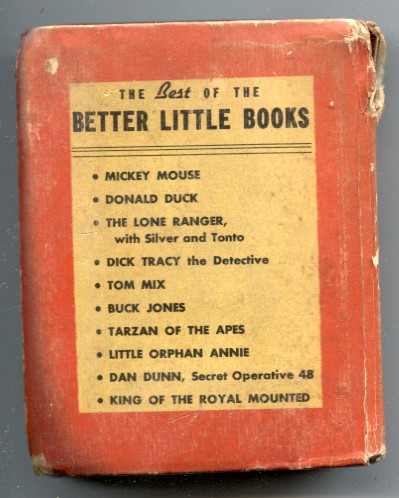 THE Best OF THE
BETTER LITTLE BOOKS
• MICKEY MOUSE
• DONALD DUCK
• THE LONE RANGER,
with Silver and Tonto
• DICK TRACY the Detective
• TOM MIX
• BUCK JONES
• TARZAN OF THE APES
• LITTLE ORPHAN ANNIE
• DAN DUNN, Secret Operative 48
• KING OF THE ROYAL MOUNTED